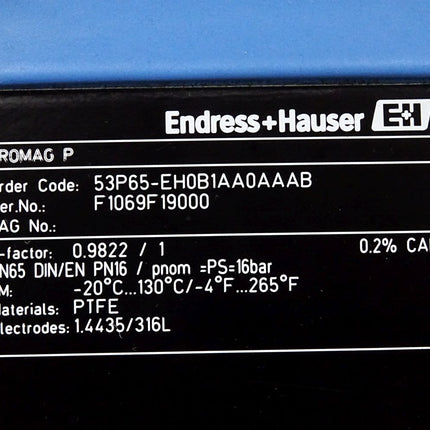 Endress+Hauser E+H
ROMAG P
rder Code: 53P65-EH0B1AA0AAAB
er.No.: F1069F19000
AG No.:
-factor: 0.9822 / 1 0.2% CA
N65 DIN/EN PN16 / pnom =PS=16bar
M: -20°C...130°C/-4°F...265°F
aterials: PTFE
lectrodes: 1.4435/316L